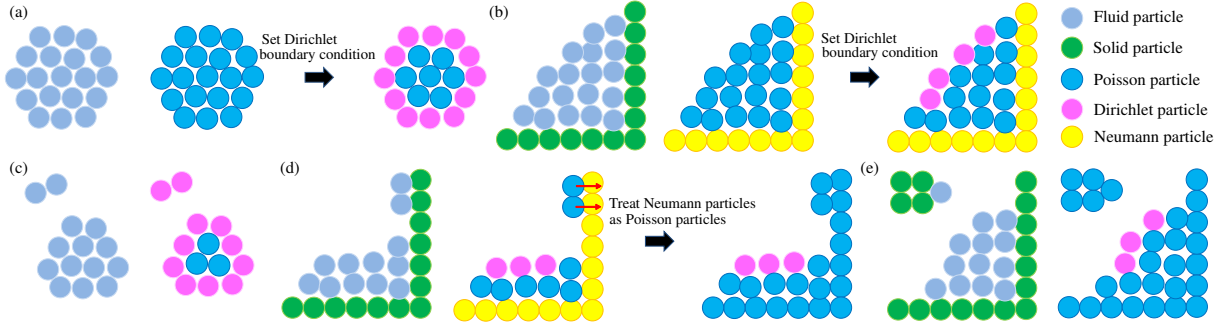 (a)
Set Dirichlet
boundary condition
(b)
Set Dirichlet
boundary condition
Fluid particle
Solid particle
Poisson particle
Dirichlet particle
Neumann particle
(c)
(d)
Treat Neumann particles
as Poisson particles
(e)